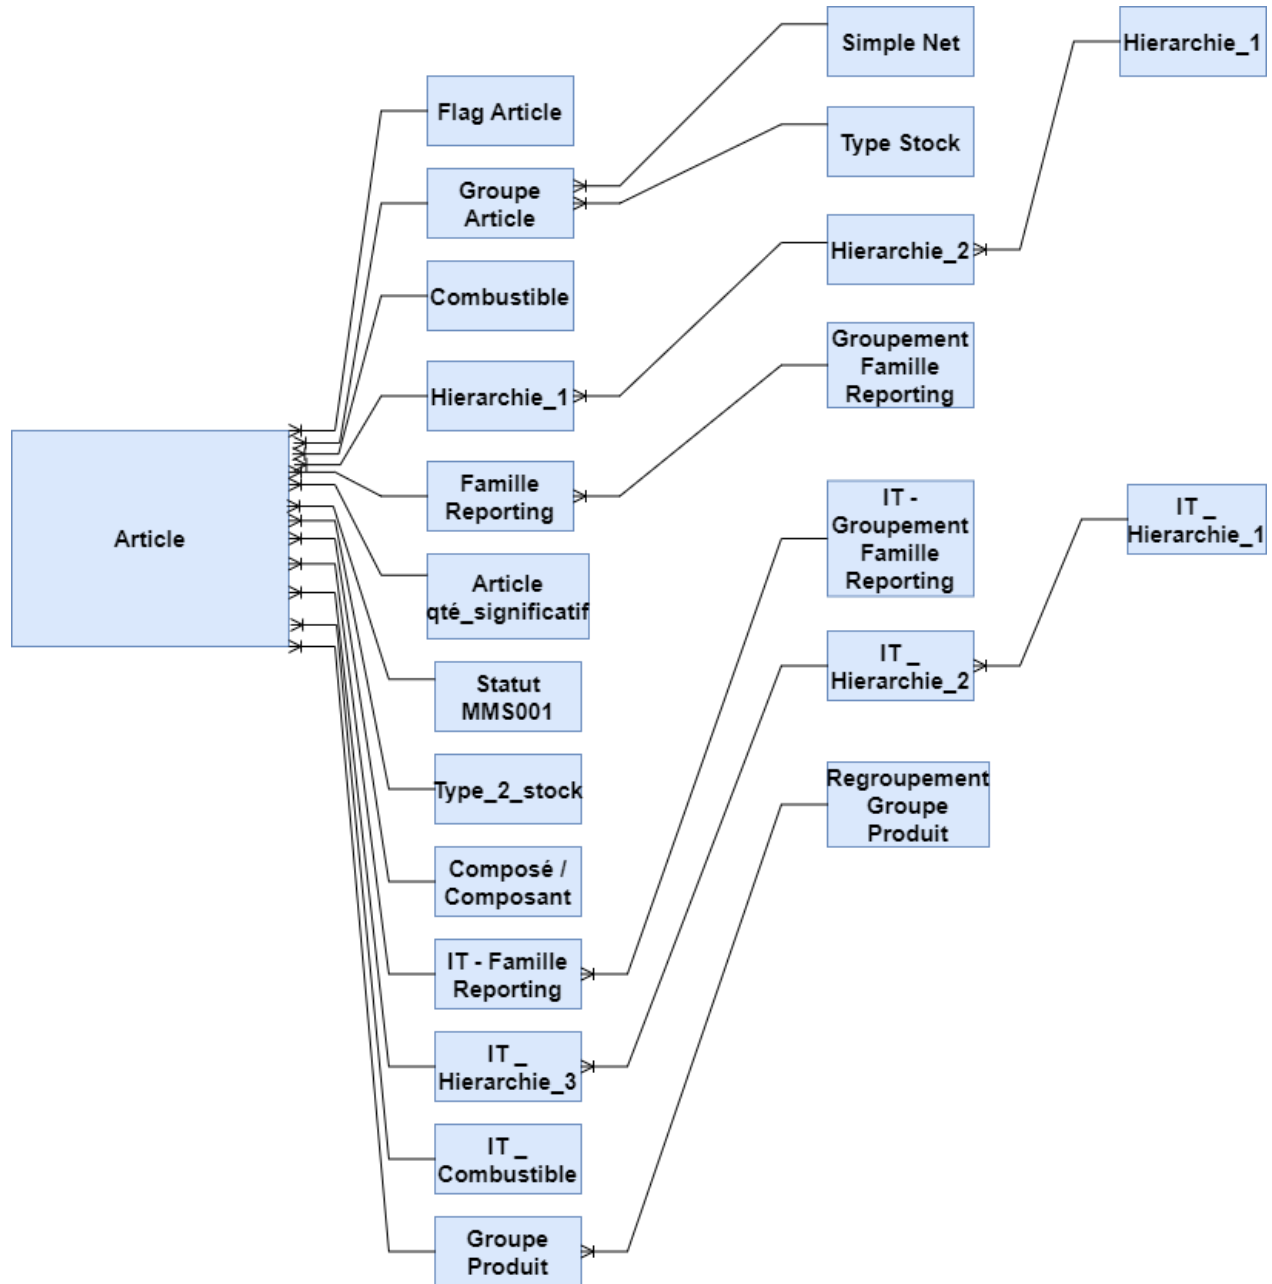 Simple Net
Hierarchie_1
Flag Article
Type Stock
Groupe
Article
Hierarchie_2
Combustible
Groupement
Famille
Reporting
Hierarchie_1
Famille
Reporting
Article
IT -
Groupement
Famille
Reporting
IT _
Hierarchie_1
Article
qté_significatif
IT _
Hierarchie_2
Statut
MMS001
Type_2_stock
Regroupement
Groupe
Produit
Composé /
Composant
IT - Famille
Reporting
IT _
Hierarchie_3
IT _
Combustible
Groupe
Produit